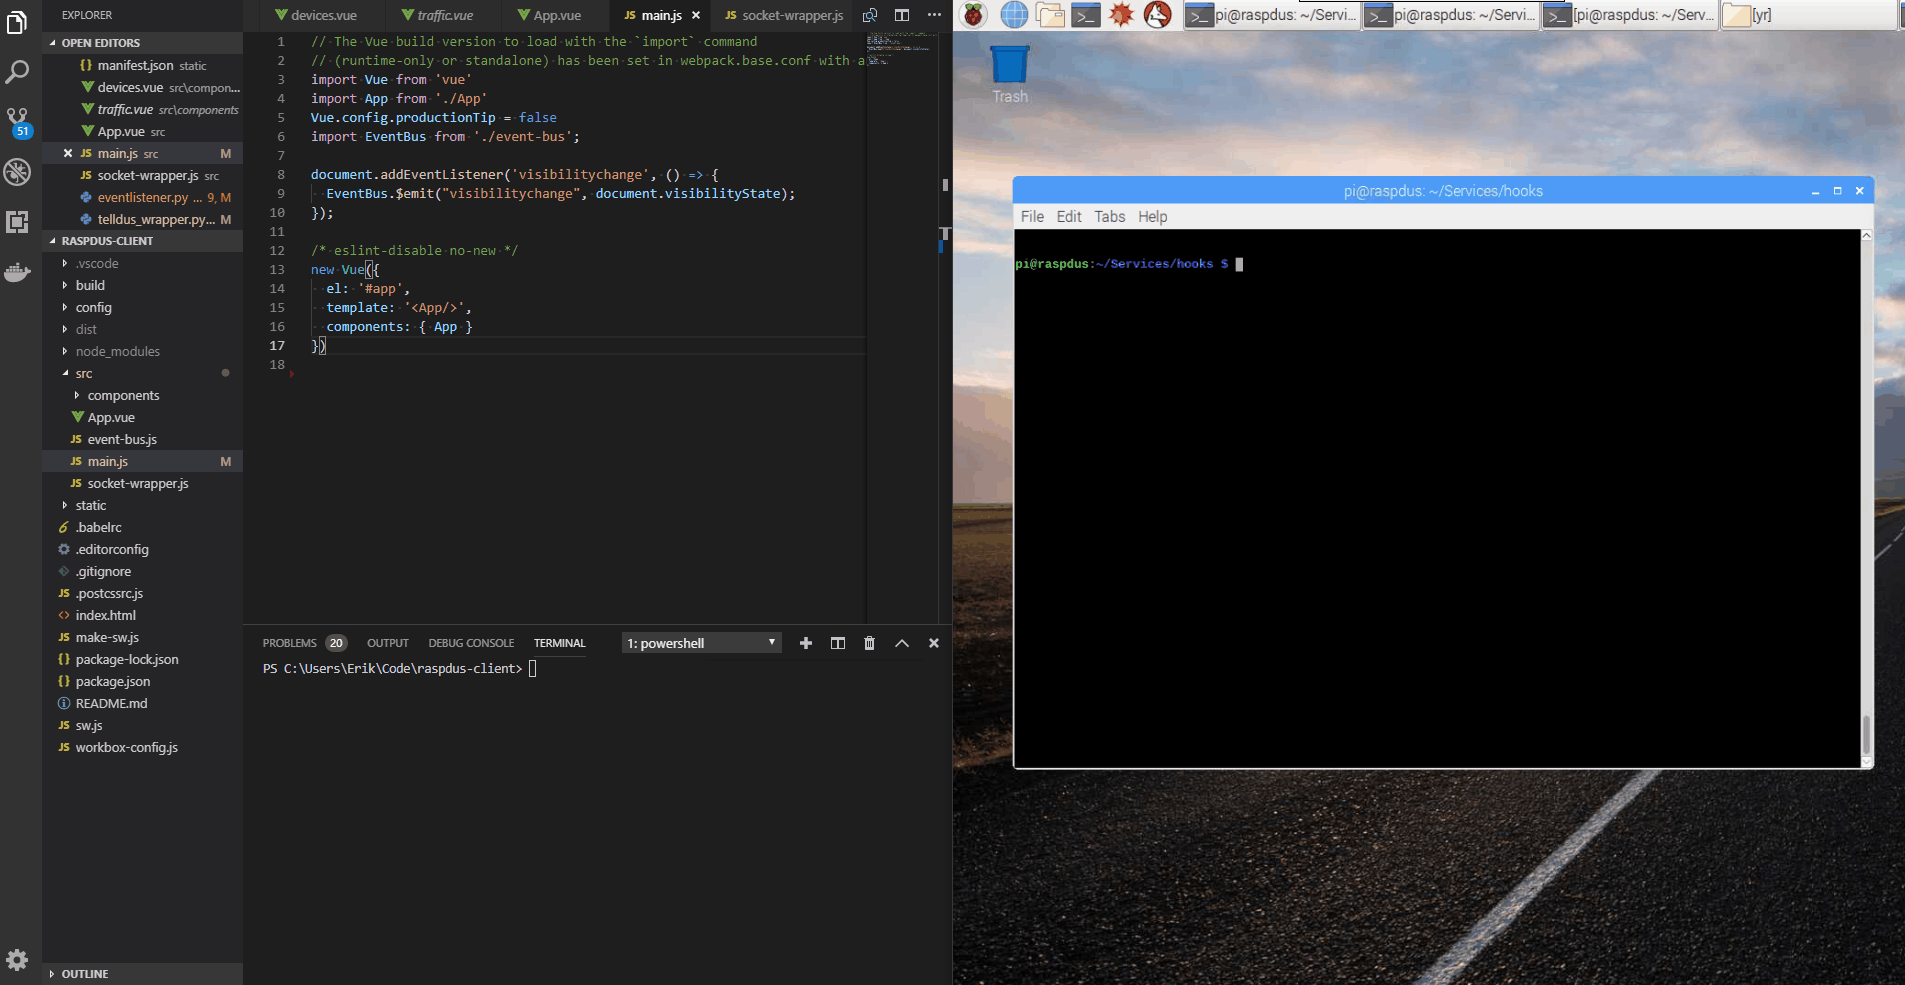 EXPLORER
OPEN EDITORS
{} manifest.json static
devices.vue src\compon...
traffic.vue src\components
App.vue src
JS main.js src M
JS socket-wrapper.js src
eventlistener.py ... 9, M
telldus_wrapper.py... M
51
RASPDUS-CLIENT
.vscode
build
config
dist
node_modules
src
components
App.vue
JS event-bus.js
JS main.js M
JS socket-wrapper.js
static
.babelrc
.editorconfig
.gitignore
JS .postcssrc.js
<> index.html
JS make-sw.js
{} package-lock.json
{} package.json
README.md
JS sw.js
JS workbox-config.js
OUTLINE
devices.vue traffic.vue App.vue JS main.js JS socket-wrapper.js
1 // The Vue build version to load with the `import` command
2 // (runtime-only or standalone) has been set in webpack.base.conf with a
3 import Vue from 'vue'
4 import App from './App'
5 Vue.config.productionTip = false
6 import EventBus from './event-bus';
7
8 document.addEventListener('visibilitychange', () => {
9 EventBus.$emit("visibilitychange", document.visibilityState);
10 });
11
12 /* eslint-disable no-new */
13 new Vue({
14 el: '#app',
15 template: '<App/>',
16 components: { App }
17 })
18
PROBLEMS 20 OUTPUT DEBUG CONSOLE TERMINAL 1: powershell
PS C:\Users\Erik\Code\raspdus-client>
pi@raspdus: ~/Servi... pi@raspdus: ~/Servi... [pi@raspdus: ~/Serv... [yr]
Trash
pi@raspdus: ~/Services/hooks
File Edit Tabs Help
pi@raspdus:~/Services/hooks $